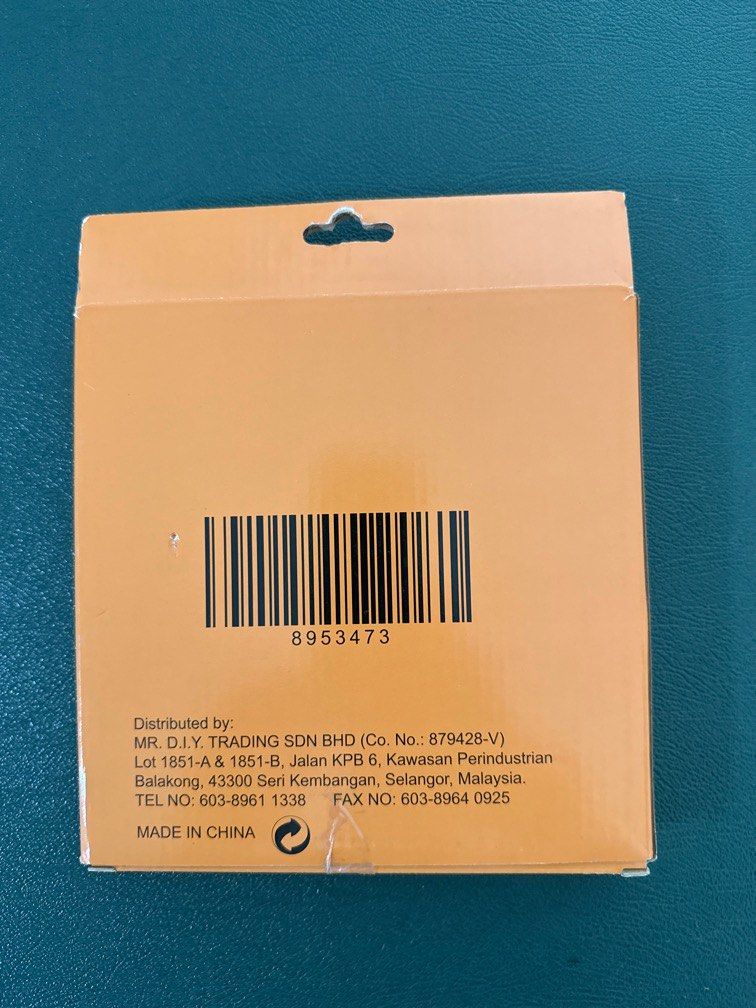 8953473
Distributed by:
MR. D.I.Y. TRADING SDN BHD (Co. No.: 879428-V)
Lot 1851-A & 1851-B, Jalan KPB 6, Kawasan Perindustrian
Balakong, 43300 Seri Kembangan, Selangor, Malaysia.
TEL NO: 603-8961 1338 FAX NO: 603-8964 0925
MADE IN CHINA